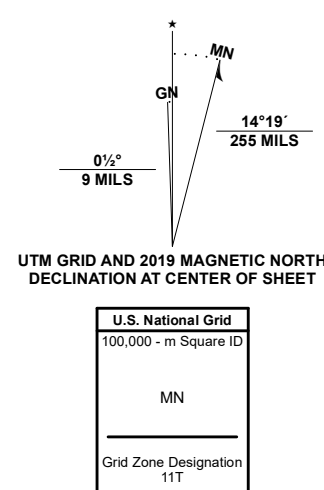 ★
MN
GN
14°19´
255 MILS
0½°
9 MILS
UTM GRID AND 2019 MAGNETIC NORTH
DECLINATION AT CENTER OF SHEET
U.S. National Grid
100,000 - m Square ID
MN
Grid Zone Designation
11T